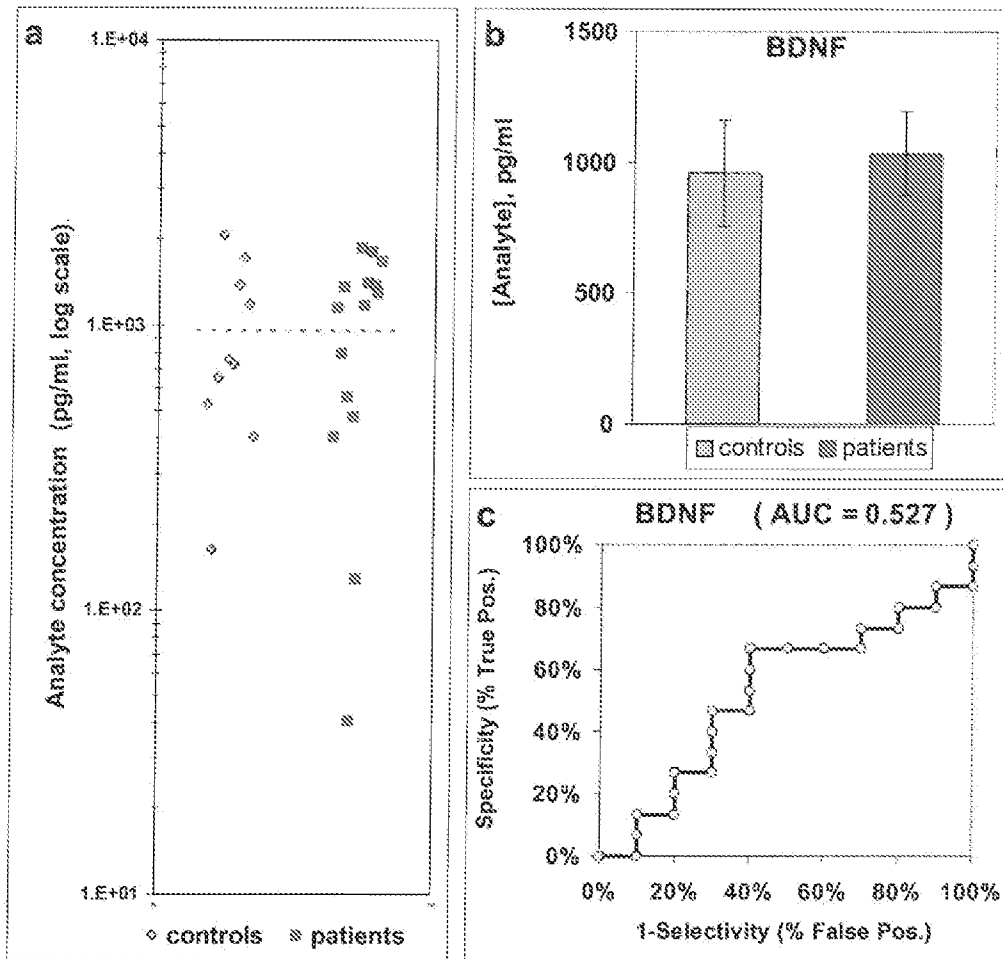 a
1.E+04
1.E+03
1.E+02
1.E+01
Analyte concentration (pg/ml, log scale).
controls patients
b
BDNF
1500
1000
500
0
[Analyte], pg/ml
controls patients
c
BDNF ( AUC = 0.527 )
100%
80%
60%
40%
20%
0%
Specificity (% True Pos.)
0% 20% 40% 60% 80% 100%
1-Selectivity (% False Pos.)